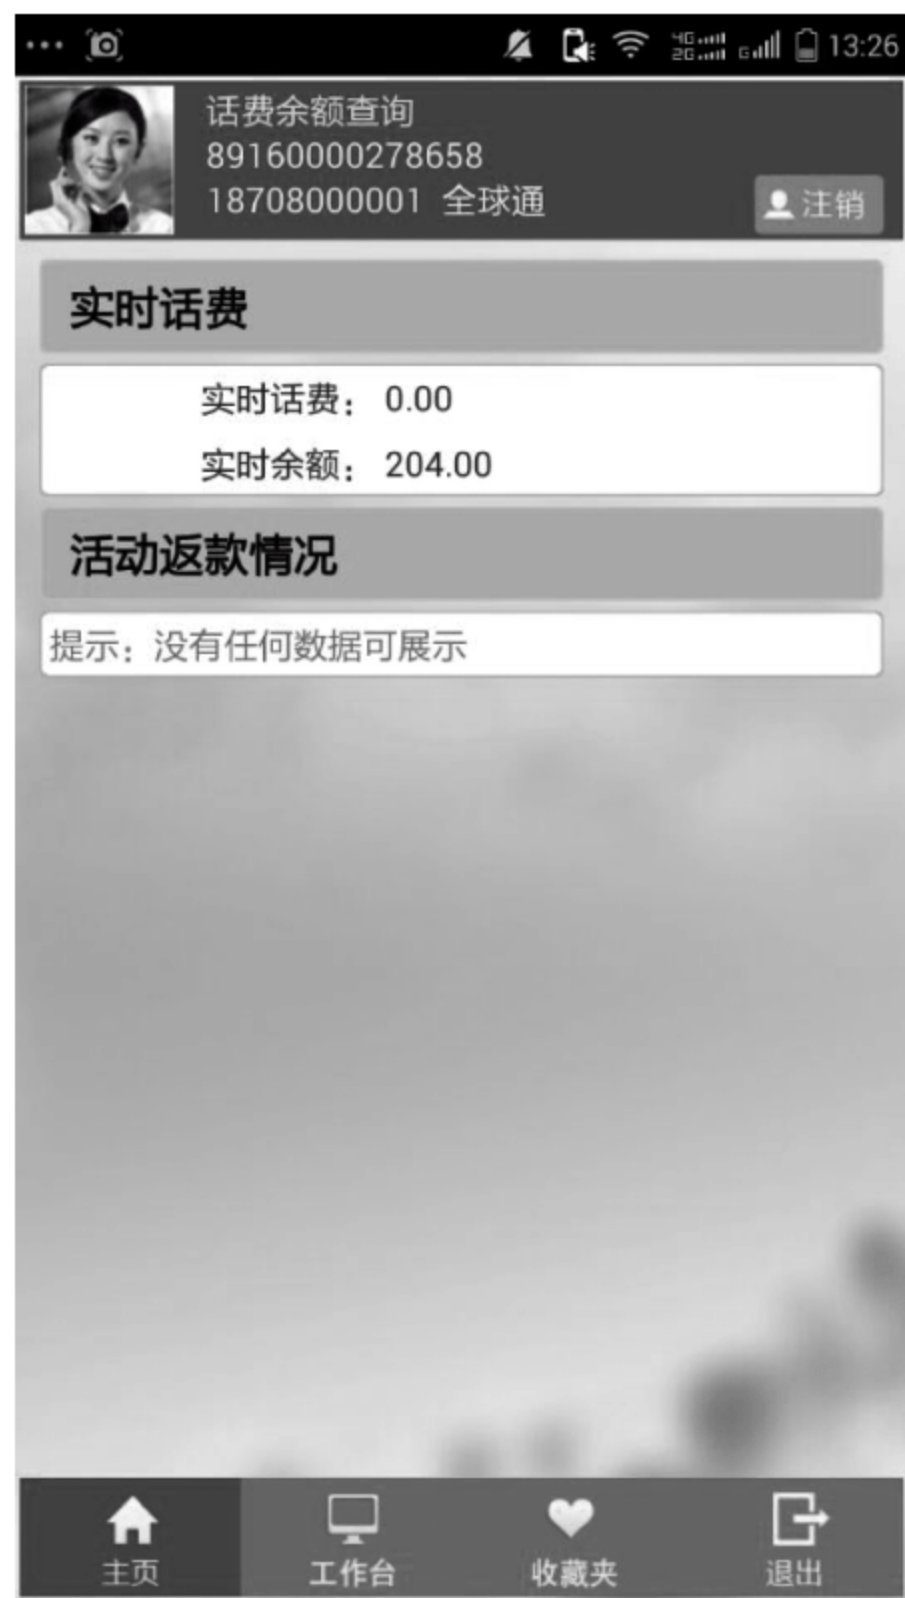 4G
2G G 13:26
话费余额查询
89160000278658
18708000001 全球通
注销
实时话费
实时话费：0.00
实时余额：204.00
活动返款情况
提示：没有任何数据可展示
主页 工作台 收藏夹 退出